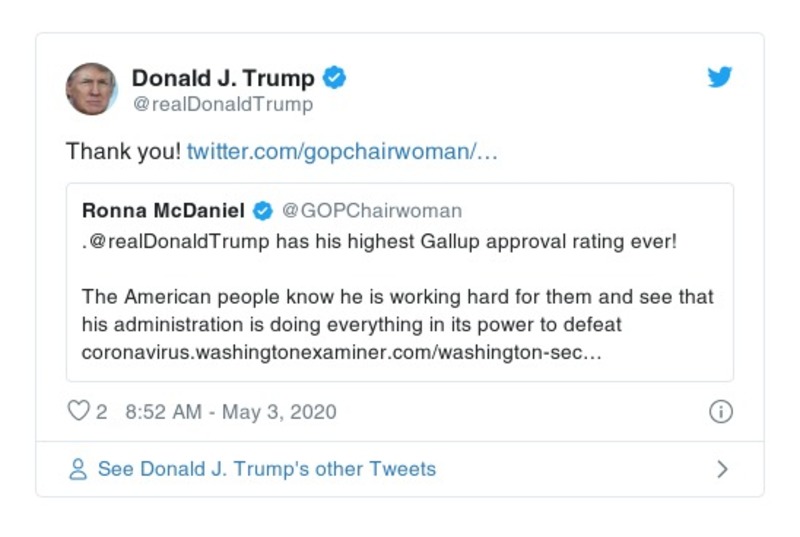 Donald J. Trump
@realDonaldTrump
Thank you! twitter.com/gopchairwoman/…
Ronna McDaniel @GOPChairwoman
.@realDonaldTrump has his highest Gallup approval rating ever!
The American people know he is working hard for them and see that
his administration is doing everything in its power to defeat
coronavirus.washingtonexaminer.com/washington-sec…
2 8:52 AM - May 3, 2020
See Donald J. Trump's other Tweets